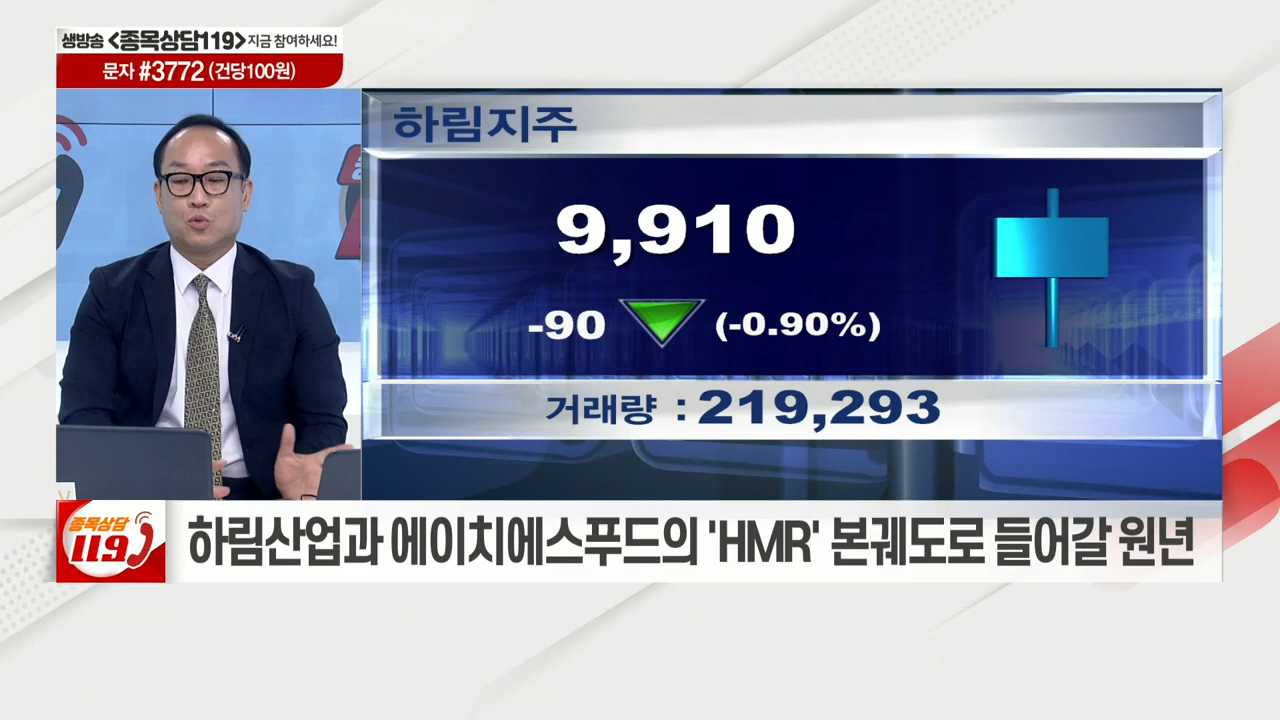 생방송 <종목상담119> 지금 참여하세요!
문자 #3772 (건당100원)
하림지주
9,910
-90 (-0.90%)
거래량 : 219,293
종목상담
119
하림산업과 에이치에스푸드의 'HMR' 본궤도로 들어갈 원년